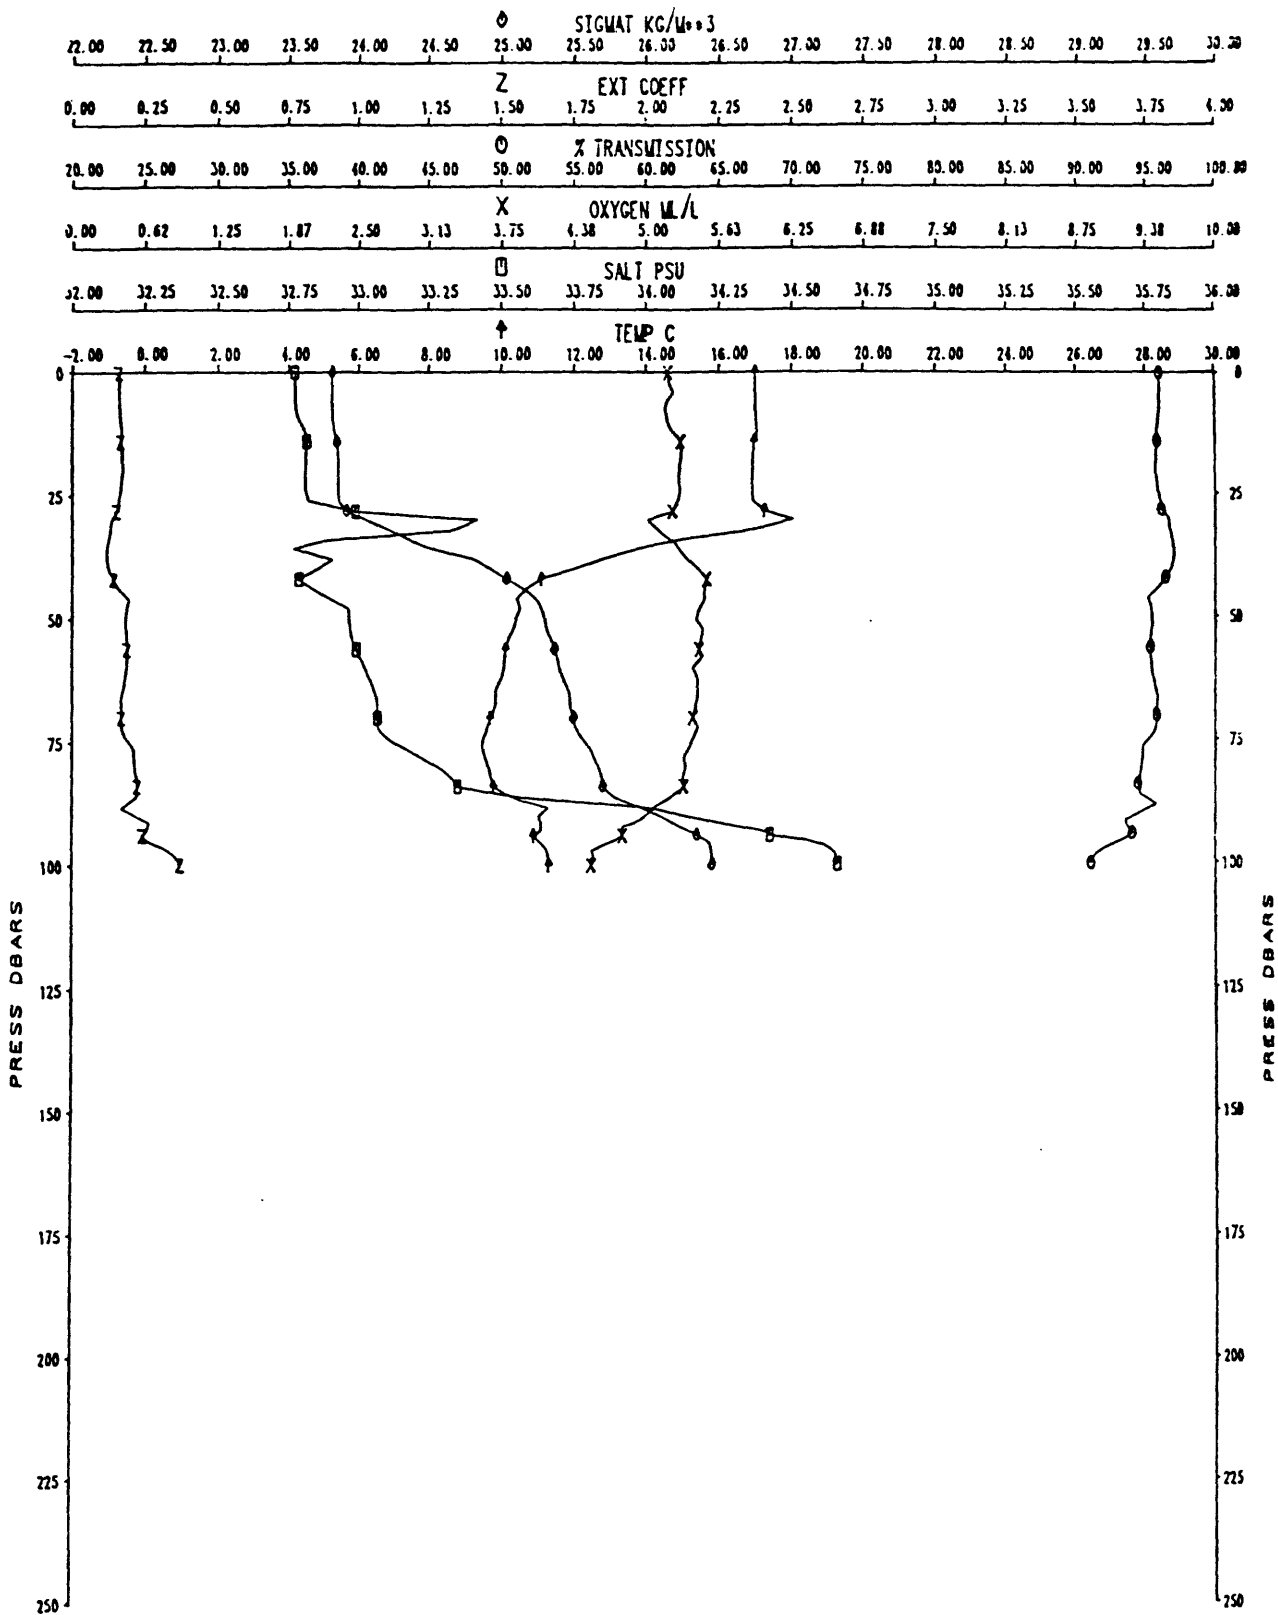 SIGMAT KG/M**3
22.00 22.50 23.00 23.50 24.00 24.50 25.00 25.50 26.00 26.50 27.00 27.50 28.00 28.50 29.00 29.50 30.00
Z EXT COEFF
0.00 0.25 0.50 0.75 1.00 1.25 1.50 1.75 2.00 2.25 2.50 2.75 3.00 3.25 3.50 3.75 4.00
% TRANSMISSION
20.00 25.00 30.00 35.00 40.00 45.00 50.00 55.00 60.00 65.00 70.00 75.00 80.00 85.00 90.00 95.00 100.00
X OXYGEN ML/L
0.00 0.62 1.25 1.87 2.50 3.13 3.75 4.38 5.00 5.63 6.25 6.88 7.50 8.13 8.75 9.38 10.00
SALT PSU
32.00 32.25 32.50 32.75 33.00 33.25 33.50 33.75 34.00 34.25 34.50 34.75 35.00 35.25 35.50 35.75 36.00
TEMP C
-2.00 0.00 2.00 4.00 6.00 8.00 10.00 12.00 14.00 16.00 18.00 20.00 22.00 24.00 26.00 28.00 30.00
0 0
25 25
50 50
75 75
100 100
125 125
150 150
175 175
200 200
225 225
250 250
PRESS DBARS
PRESS DBARS